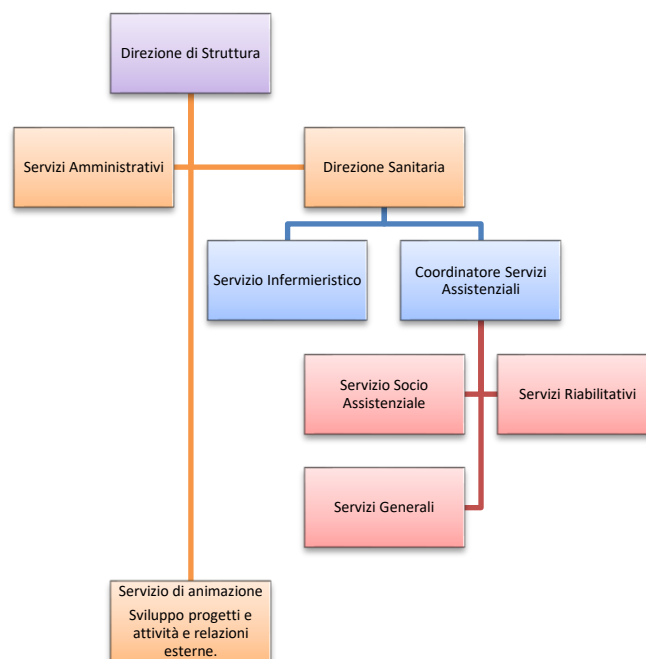 Direzione di Struttura
Servizi Amministrativi
Direzione Sanitaria
Servizio Infermieristico
Coordinatore Servizi
Assistenziali
Servizio Socio
Assistenziale
Servizi Riabilitativi
Servizi Generali
Servizio di animazione
Sviluppo progetti e
attività e relazioni
esterne.